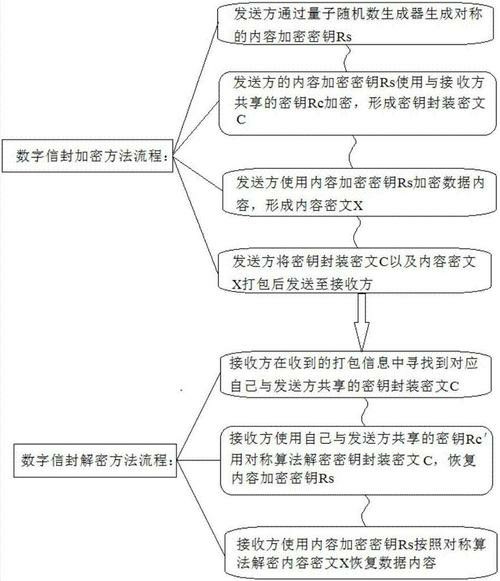 发送方通过量子随机数生成器生成对称
的内容加密密钥Rs
发送方的内容加密密钥Rs使用与接收方
共享的密钥Rc加密，形成密钥封装密文
C
数字信封加密方法流程：
发送方使用内容加密密钥Rs加密数据内
容，形成内容密文X
发送方将密钥封装密文C以及内容密文
X打包后发送至接收方
接收方在收到的打包信息中寻找到对应
自己与发送方共享的密钥封装密文C
接收方使用自己与发送方共享的密钥Rc′
用对称算法解密密钥封装密文C，恢复
内容加密密钥Rs
数字信封解密方法流程：
接收方使用内容加密密钥Rs按照对称算
法解密内容密文X恢复数据内容